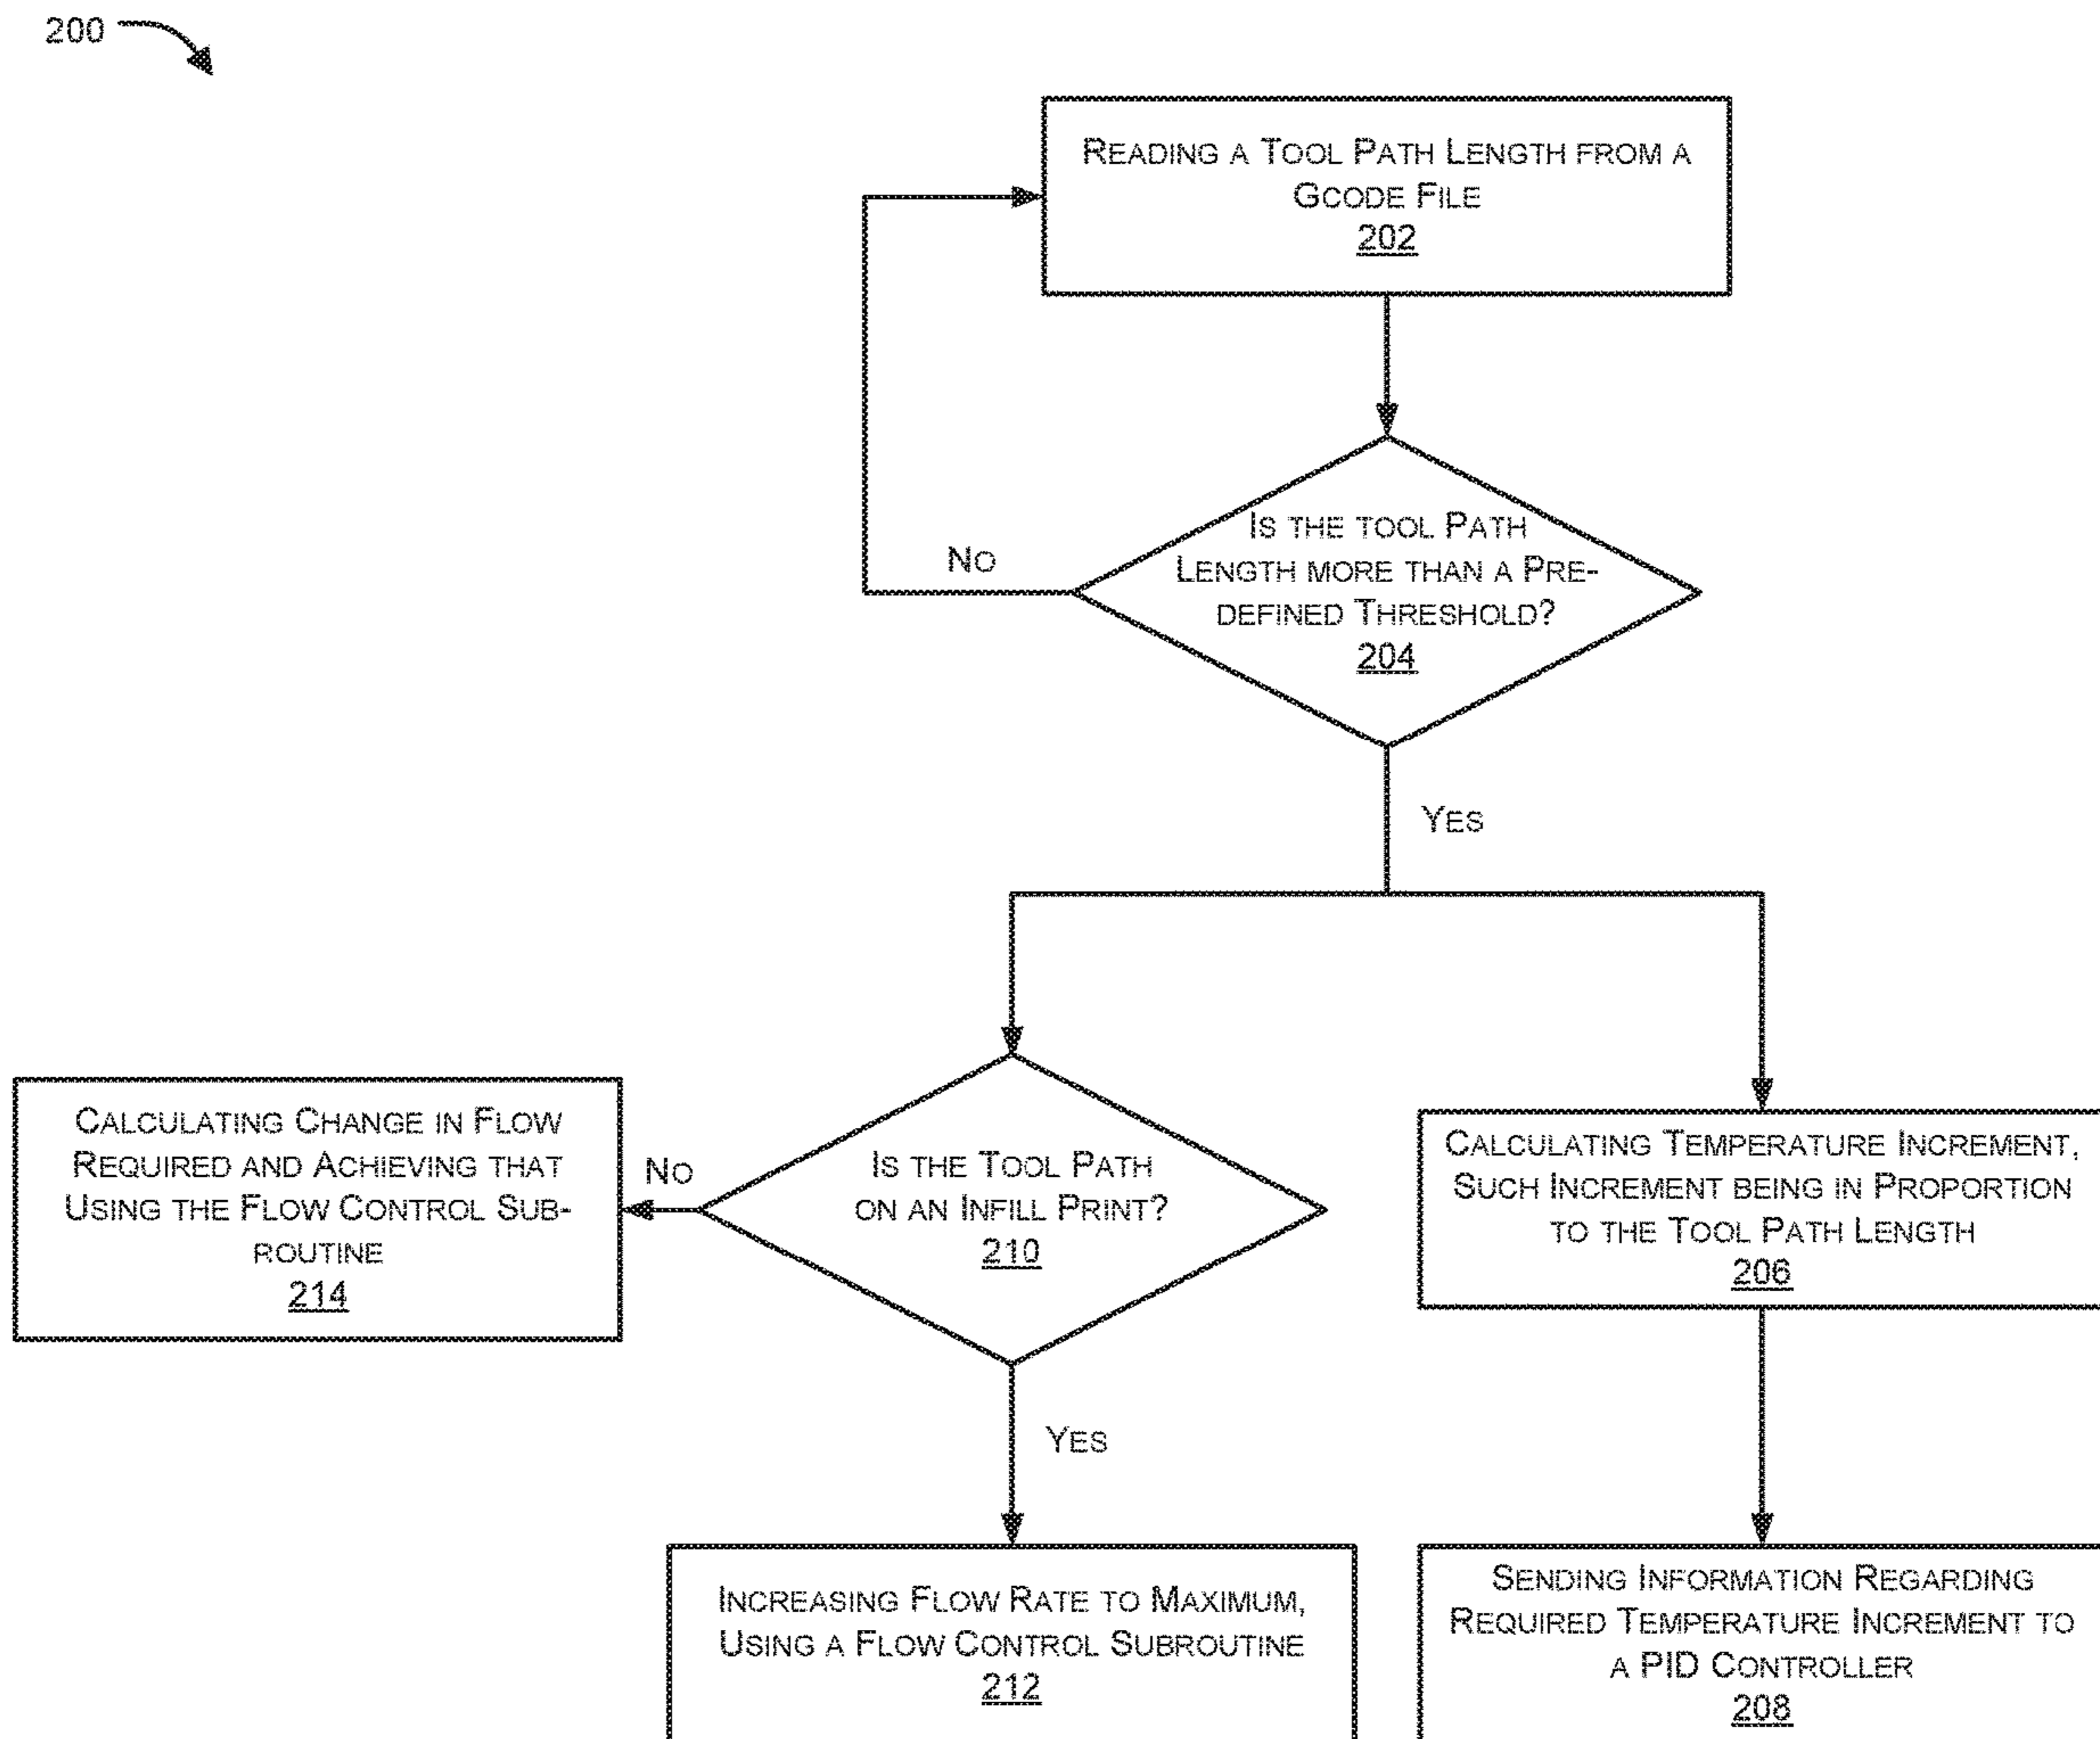 200
READING A TOOL PATH LENGTH FROM A
GCODE FILE
202
IS THE TOOL PATH
LENGTH MORE THAN A PRE-
DEFINED THRESHOLD?
204
NO
YES
CALCULATING CHANGE IN FLOW
REQUIRED AND ACHIEVING THAT
USING THE FLOW CONTROL SUB-
ROUTINE
214
NO
IS THE TOOL PATH
ON AN INFILL PRINT?
210
CALCULATING TEMPERATURE INCREMENT,
SUCH INCREMENT BEING IN PROPORTION
TO THE TOOL PATH LENGTH
206
YES
INCREASING FLOW RATE TO MAXIMUM,
USING A FLOW CONTROL SUBROUTINE
212
SENDING INFORMATION REGARDING
REQUIRED TEMPERATURE INCREMENT TO
A PID CONTROLLER
208